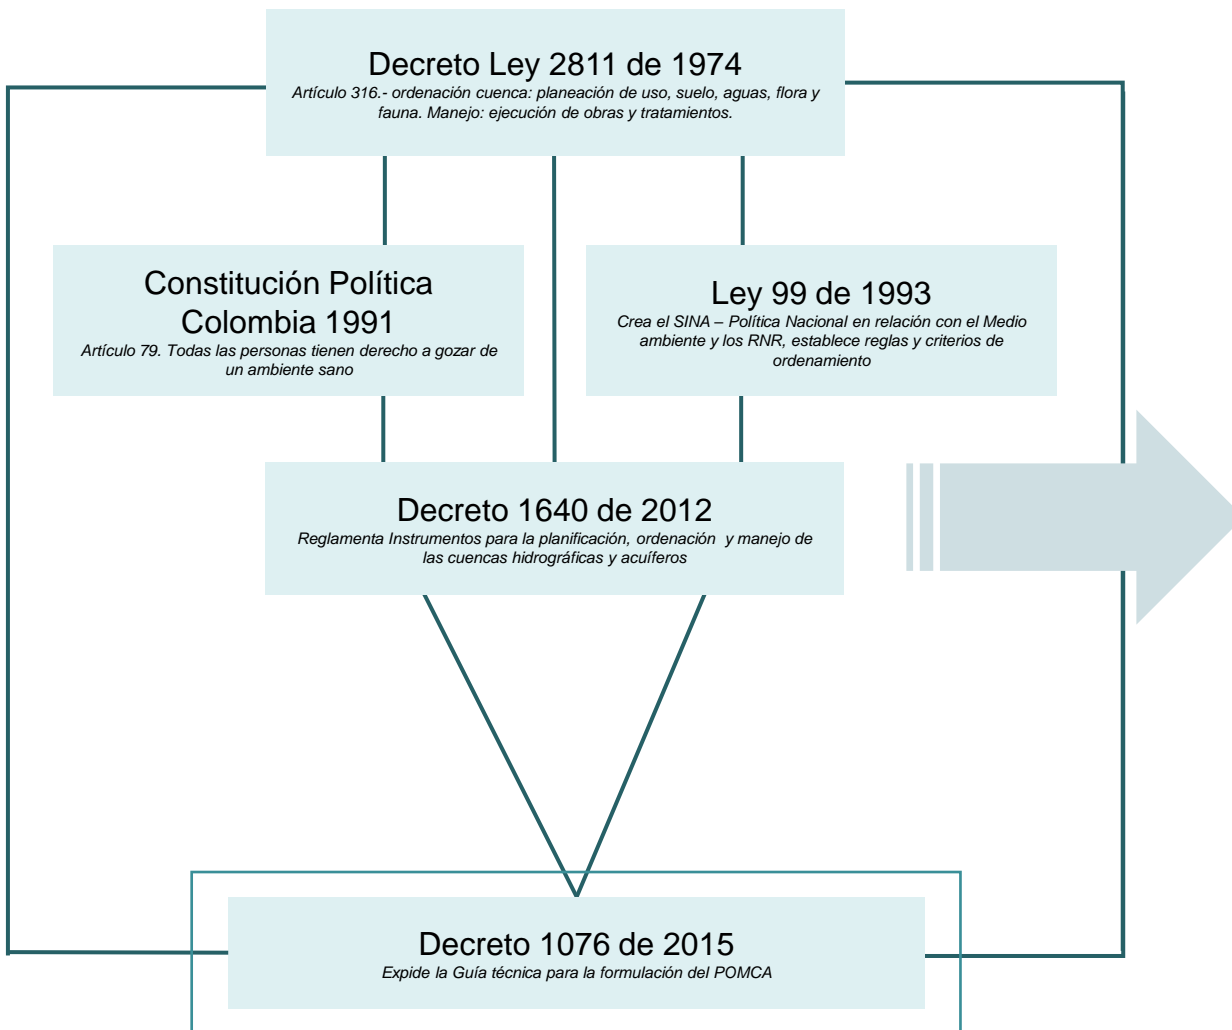 Decreto Ley 2811 de 1974
Artículo 316.- ordenación cuenca: planeación de uso, suelo, aguas, flora y
fauna. Manejo: ejecución de obras y tratamientos.
Constitución Política
Colombia 1991
Artículo 79. Todas las personas tienen derecho a gozar de
un ambiente sano
Ley 99 de 1993
Crea el SINA – Política Nacional en relación con el Medio
ambiente y los RNR, establece reglas y criterios de
ordenamiento
Decreto 1640 de 2012
Reglamenta Instrumentos para la planificación, ordenación  y manejo de
las cuencas hidrográficas y acuíferos
Decreto 1076 de 2015
Expide la Guía técnica para la formulación del POMCA